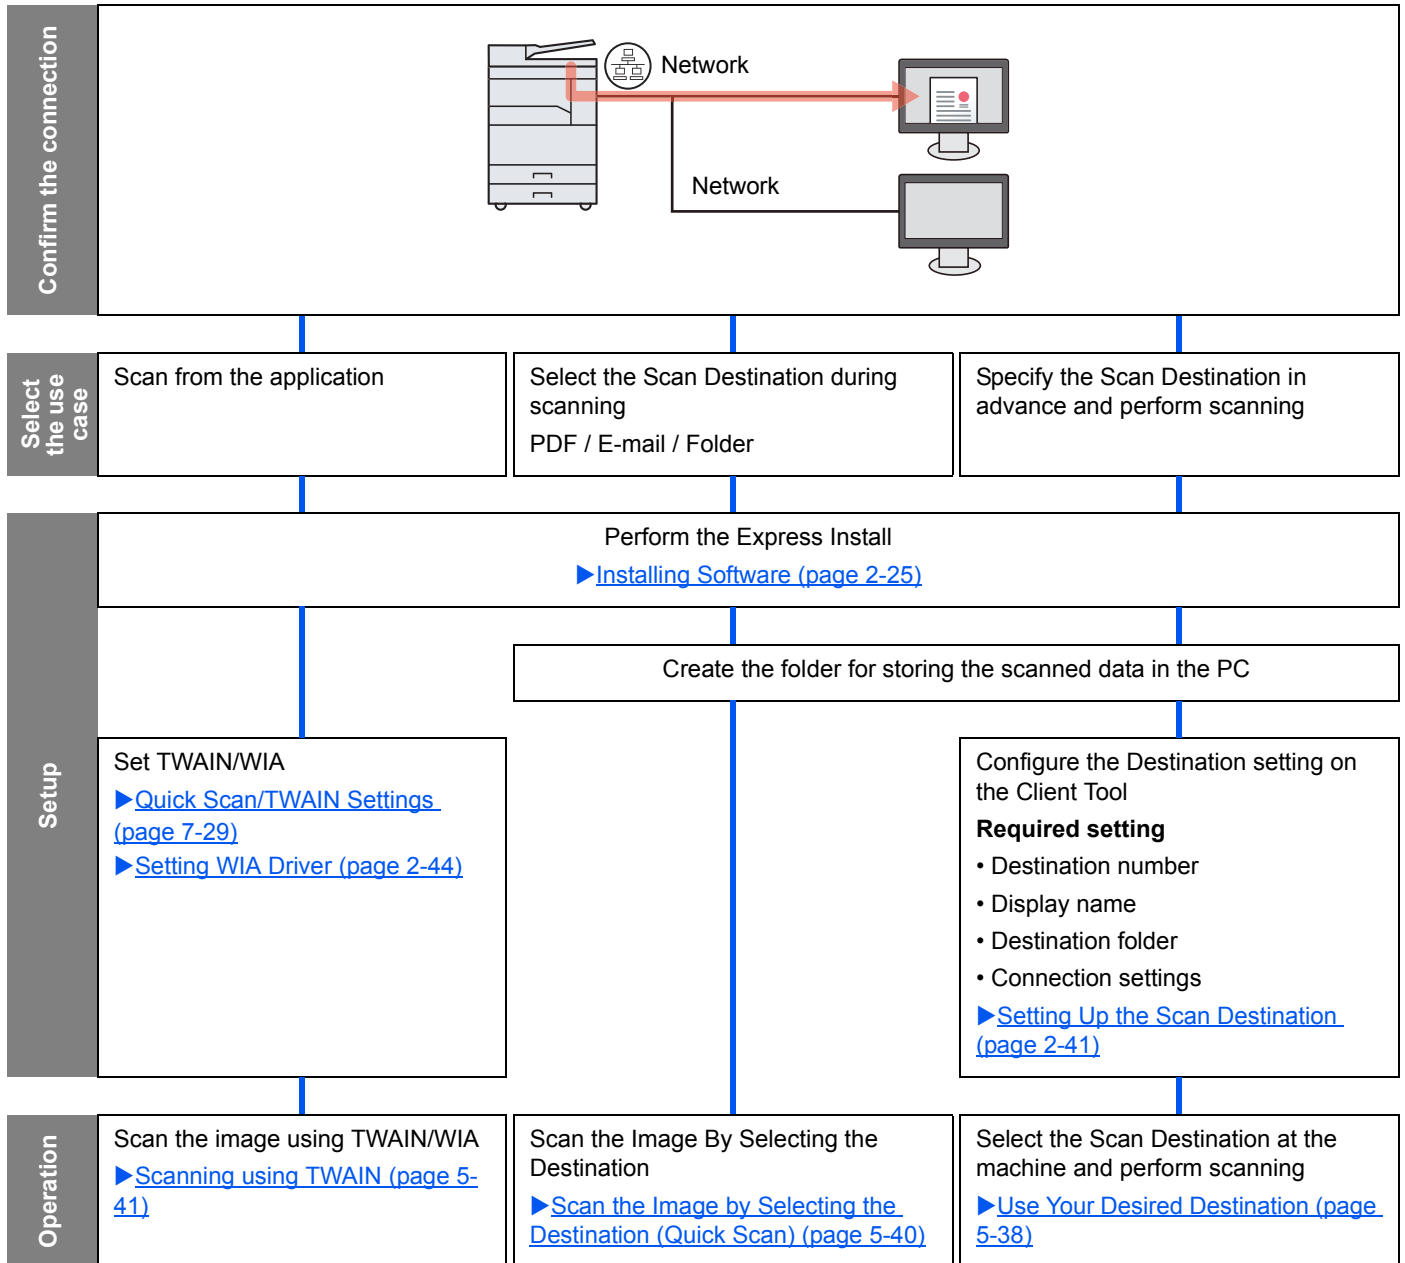 Confirm the connection
Network
Network
Select
the use
case
Scan from the application
Select the Scan Destination during
scanning
PDF / E-mail / Folder
Specify the Scan Destination in
advance and perform scanning
Setup
Perform the Express Install
▶Installing Software (page 2-25)
Create the folder for storing the scanned data in the PC
Set TWAIN/WIA
▶Quick Scan/TWAIN Settings
(page 7-29)
▶Setting WIA Driver (page 2-44)
Configure the Destination setting on
the Client Tool
Required setting
• Destination number
• Display name
• Destination folder
• Connection settings
▶Setting Up the Scan Destination
(page 2-41)
Operation
Scan the image using TWAIN/WIA
▶Scanning using TWAIN (page 5-
41)
Scan the Image By Selecting the
Destination
▶Scan the Image by Selecting the
Destination (Quick Scan) (page 5-40)
Select the Scan Destination at the
machine and perform scanning
▶Use Your Desired Destination (page
5-38)